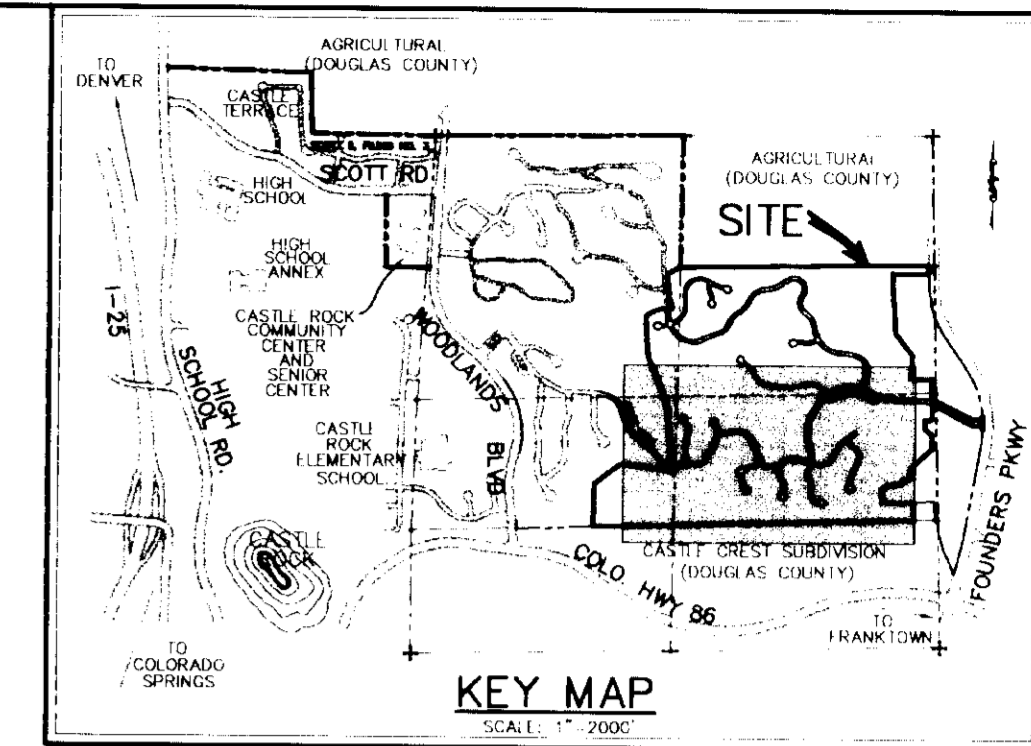 AGRICULTURAL
(DOUGLAS COUNTY)
TO
DENVER
CASTLE
TERRACE
SCOTT RD.
HIGH
SCHOOL
AGRICULTURAL
(DOUGLAS COUNTY)
SITE
HIGH
SCHOOL
ANNEX
I-25
CASTLE ROCK
COMMUNITY
CENTER
AND
SENIOR
CENTER
WOODLANDS BLVD
HIGH
SCHOOL RD.
CASTLE
ROCK
ELEMENTARY
SCHOOL
FOUNDERS PKWY
CASTLE
ROCK
COLO. HWY 86
CASTLE CREST SUBDIVISION
(DOUGLAS COUNTY)
TO
FRANKTOWN
TO
COLORADO
SPRINGS
KEY MAP
SCALE: 1"=2000'